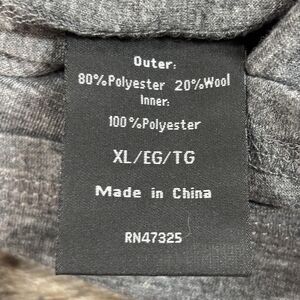 Outer:
80%Polyester 20%Wool
Inner:
100%Polyester
XL/EG/TG
Made in China
RN47325